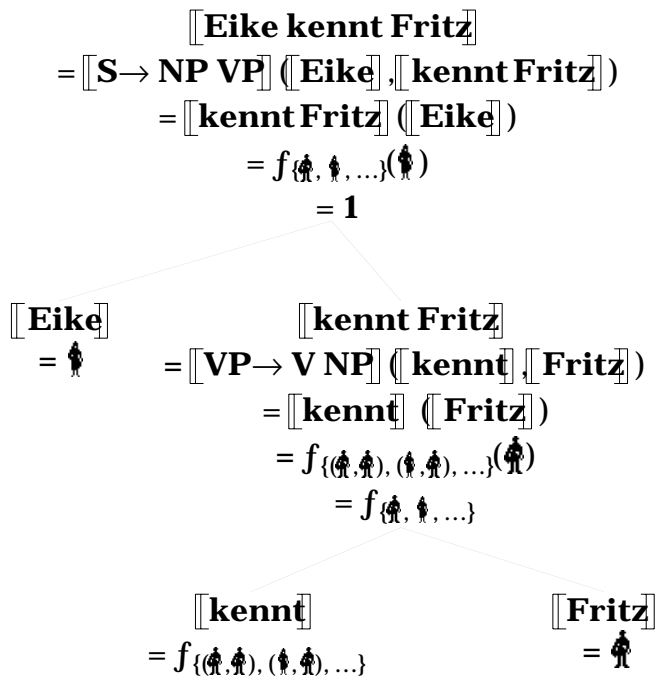 ⟦Eike kennt Fritz⟧
= ⟦S→ NP VP⟧ (⟦Eike⟧ ,⟦kennt Fritz⟧ )
= ⟦kennt Fritz⟧ (⟦Eike⟧ )
= f{ , , …}( )
= 1
⟦Eike⟧ ⟦kennt Fritz⟧
= = ⟦VP→ V NP⟧ (⟦kennt⟧ ,⟦Fritz⟧ )
= ⟦kennt⟧ (⟦Fritz⟧ )
= f{( , ), ( , ), …}( )
= f{ , , …}
⟦kennt⟧ ⟦Fritz⟧
= f{( , ), ( , ), …} =